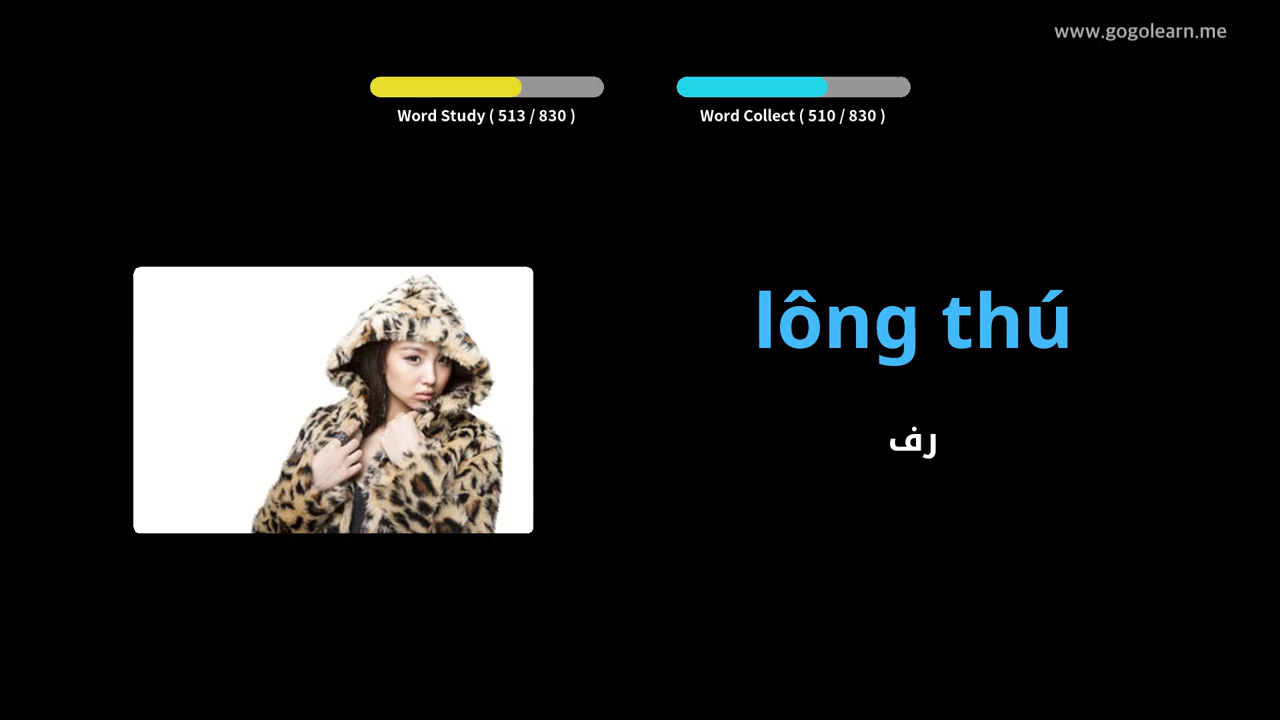 www.gogolearn.me
Word Study ( 513 / 830 )
Word Collect ( 510 / 830 )
lông thú
رف